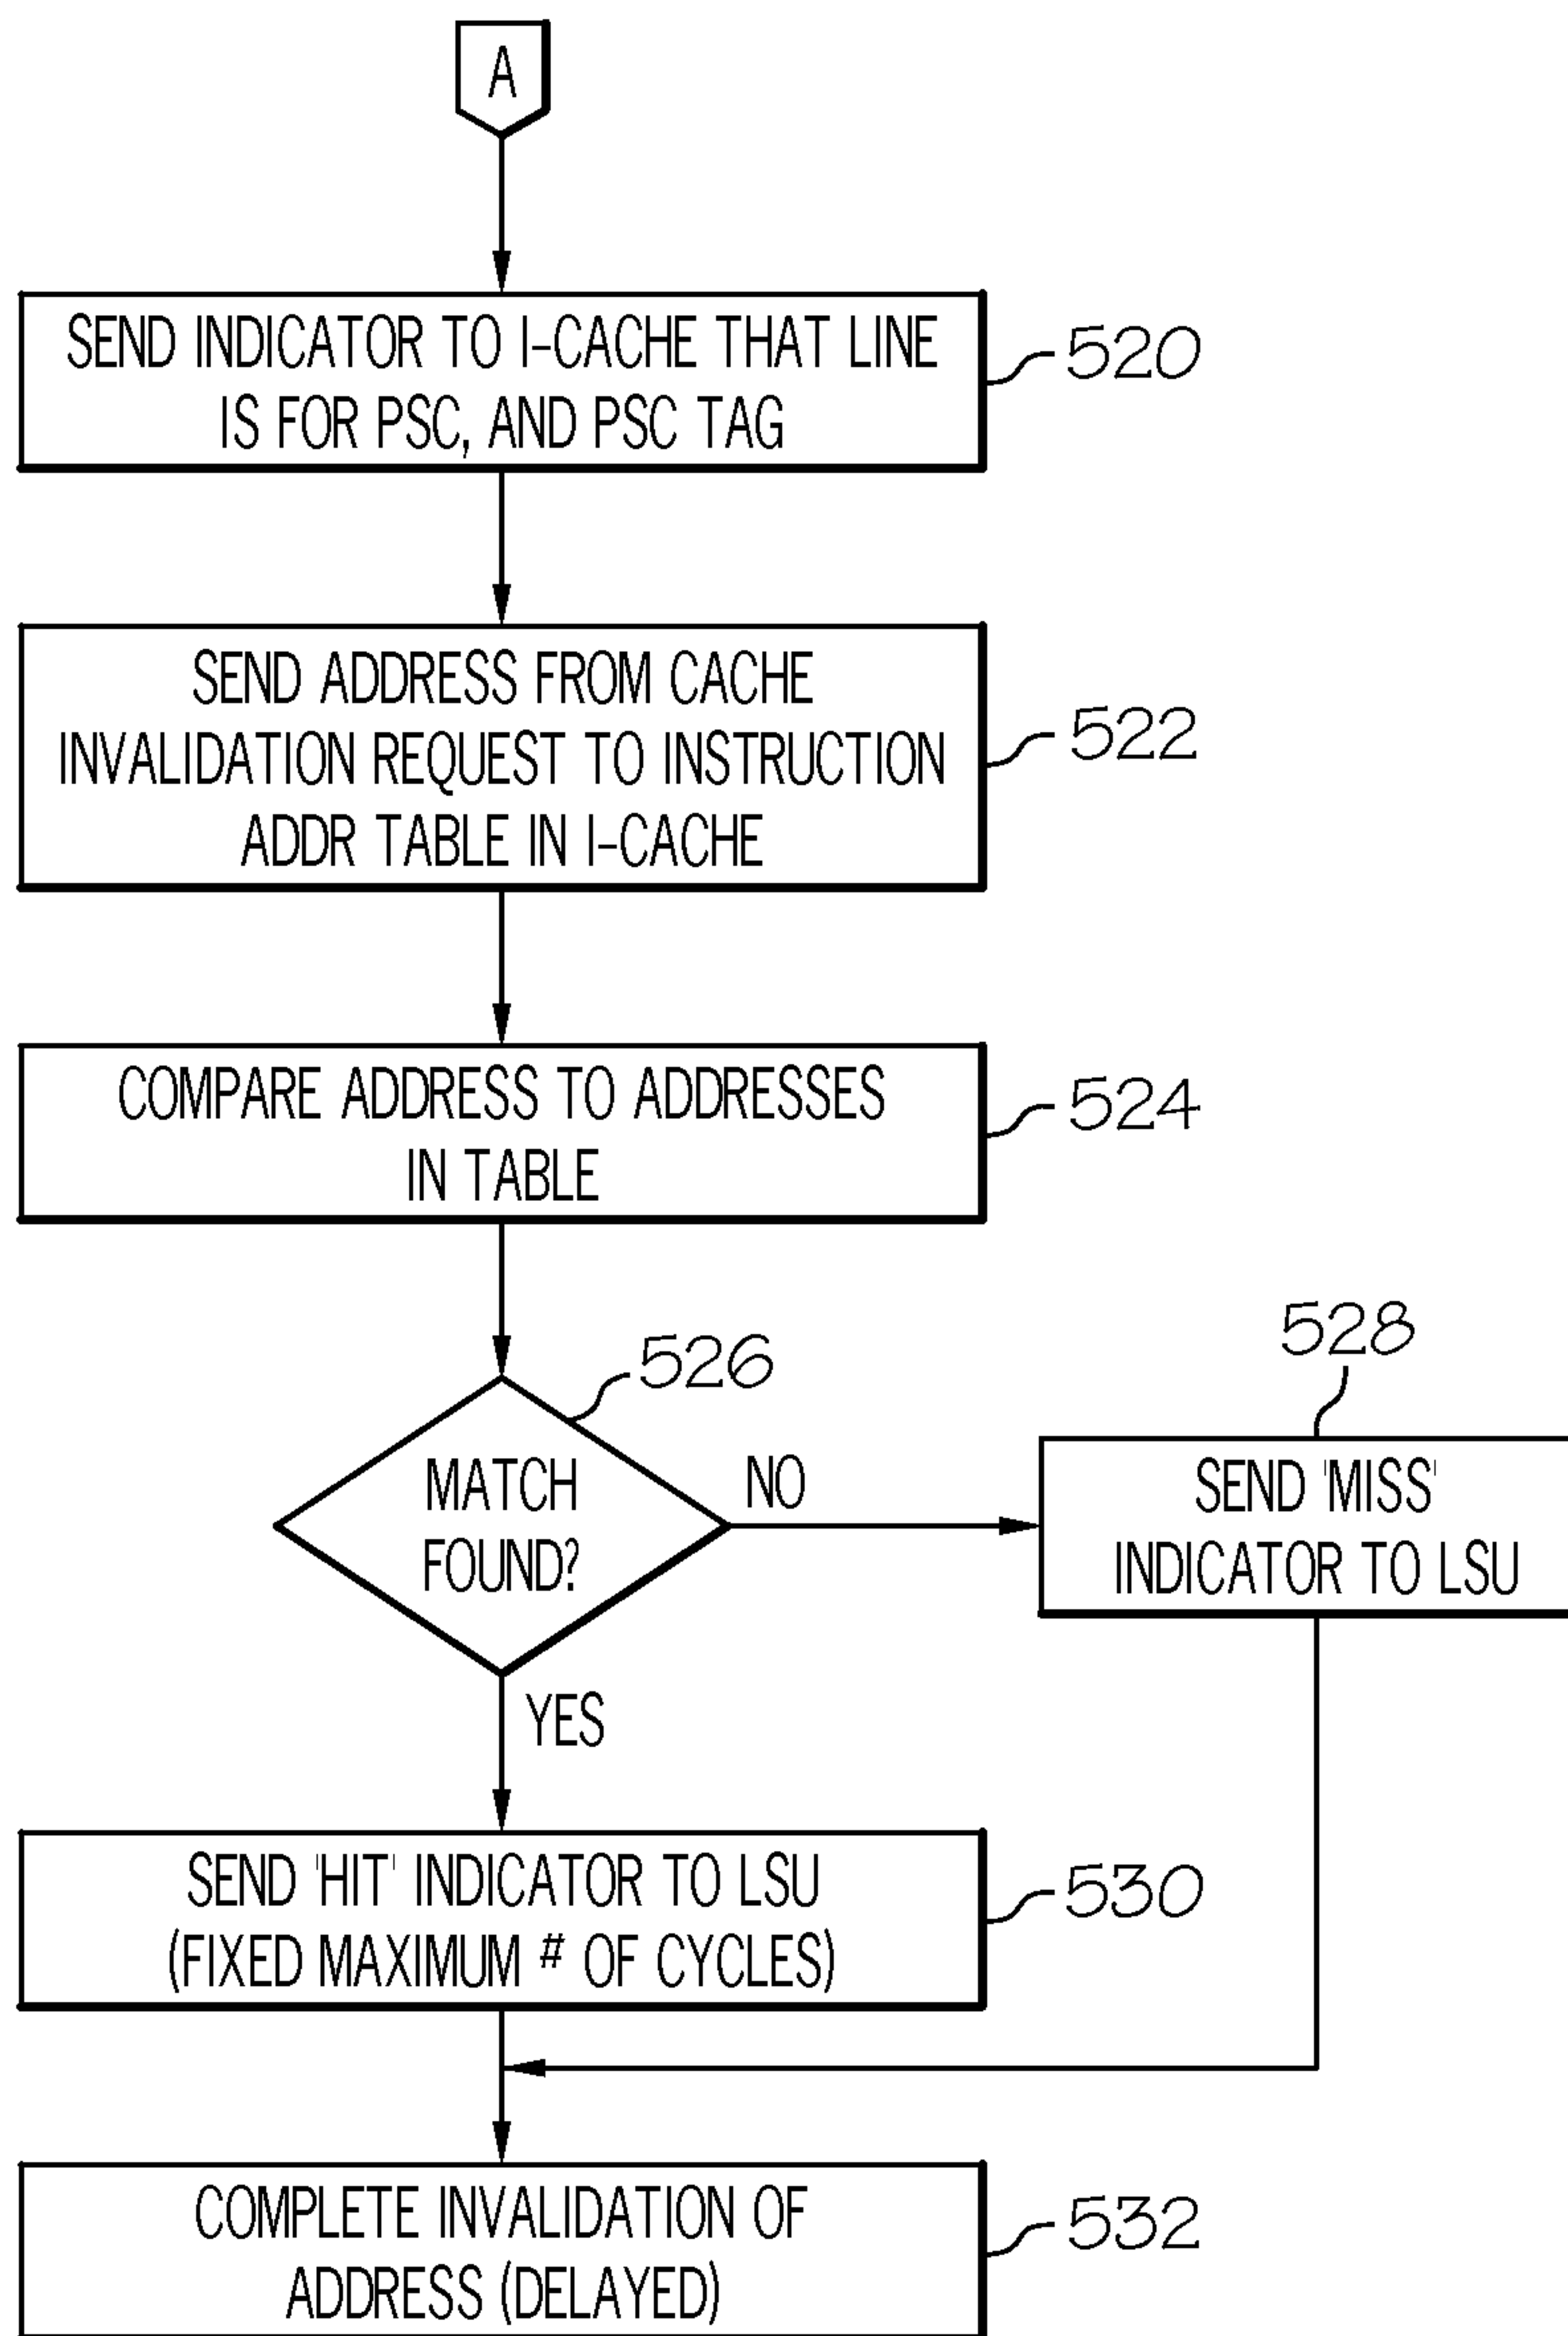 A
SEND INDICATOR TO I-CACHE THAT LINE
IS FOR PSC, AND PSC TAG
520
SEND ADDRESS FROM CACHE
INVALIDATION REQUEST TO INSTRUCTION
ADDR TABLE IN I-CACHE
522
COMPARE ADDRESS TO ADDRESSES
IN TABLE
524
526
MATCH
FOUND?
NO
528
SEND 'MISS'
INDICATOR TO LSU
YES
SEND 'HIT' INDICATOR TO LSU
(FIXED MAXIMUM # OF CYCLES)
530
COMPLETE INVALIDATION OF
ADDRESS (DELAYED)
532